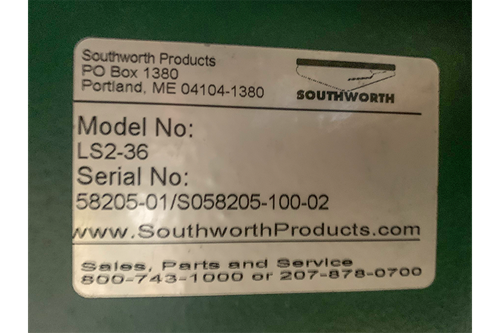 Southworth Products
PO Box 1380
Portland, ME 04104-1380
SOUTHWORTH
Model No:
LS2-36
Serial No:
58205-01/S058205-100-02
www.SouthworthProducts.com
Sales, Parts and Service
800-743-1000 or 207-878-0700